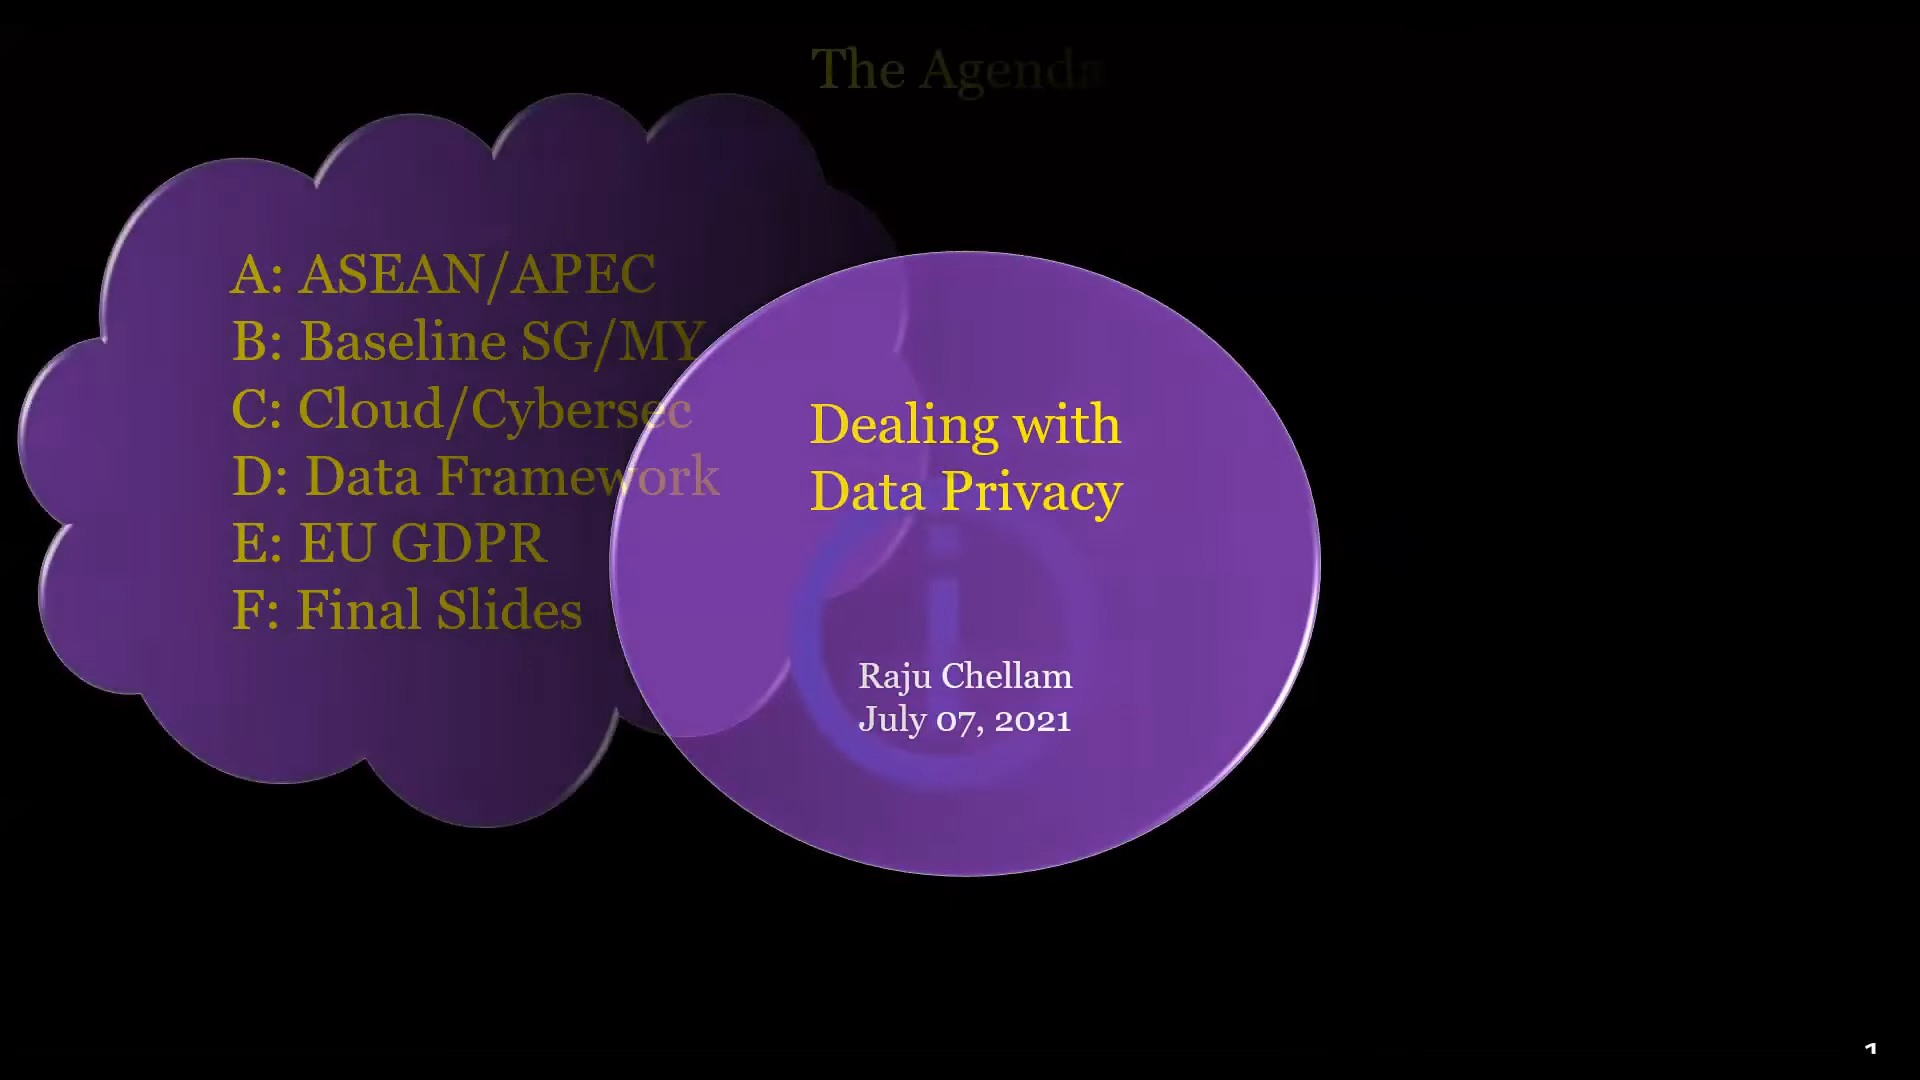 The Agenda
A: ASEAN/APEC
B: Baseline SG/MY
C: Cloud/Cybersec
D: Data Framework
E: EU GDPR
F: Final Slides
Dealing with
Data Privacy
Raju Chellam
July 07, 2021
1